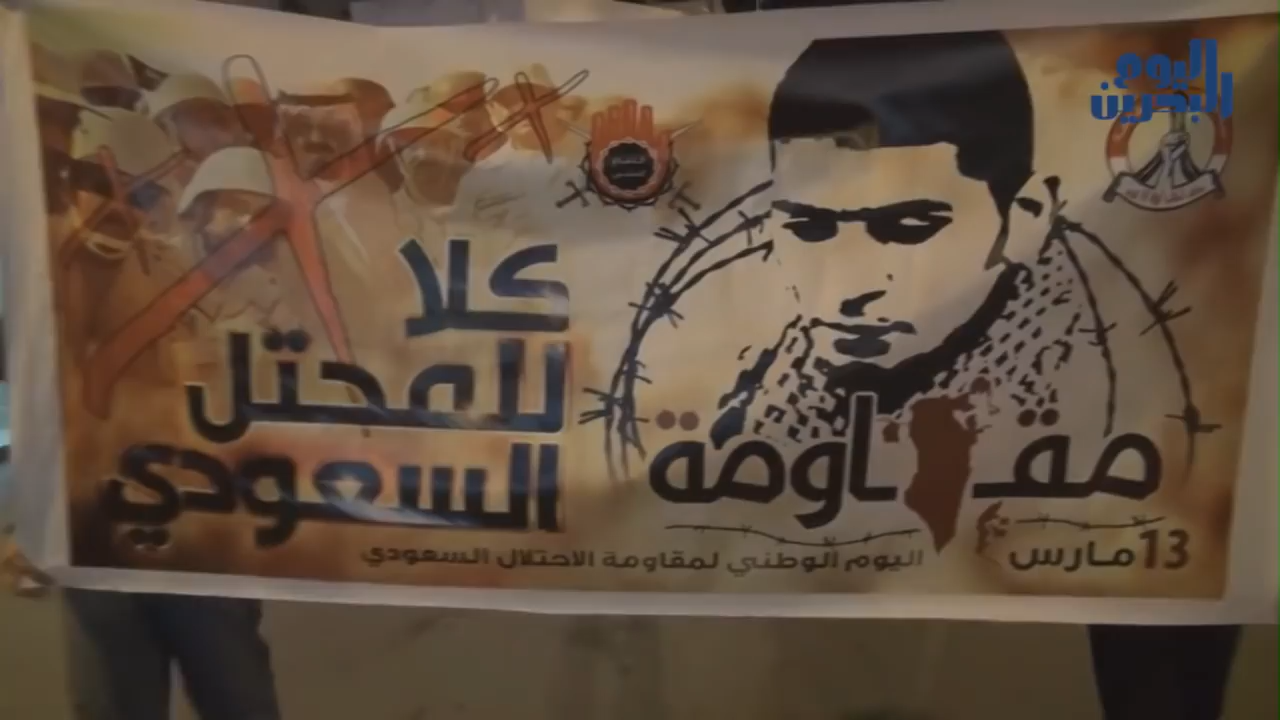 اليوم
البحرين
كلا
للمحتل
السعودي
مقاومة
13 مارس
اليوم الوطني لمقاومة الاحتلال السعودي